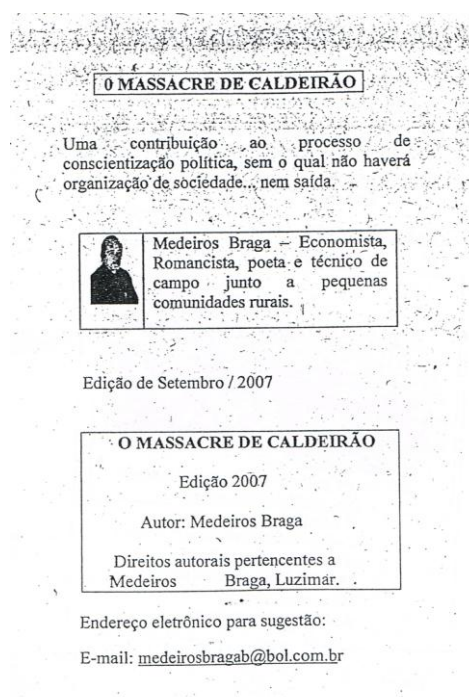 0 MASSACRE DE CALDEIRÃO
Uma contribuição ao processo de
conscientização política, sem o qual não haverá
organização de sociedade... nem saída.
Medeiros Braga – Economista,
Romancista, poeta e técnico de
campo junto a pequenas
comunidades rurais.
Edição de Setembro / 2007
O MASSACRE DE CALDEIRÃO
Edição 2007
Autor: Medeiros Braga
Direitos autorais pertencentes a
Medeiros Braga, Luzimar.
Endereço eletrônico para sugestão:
E-mail: medeirosbragab@bol.com.br